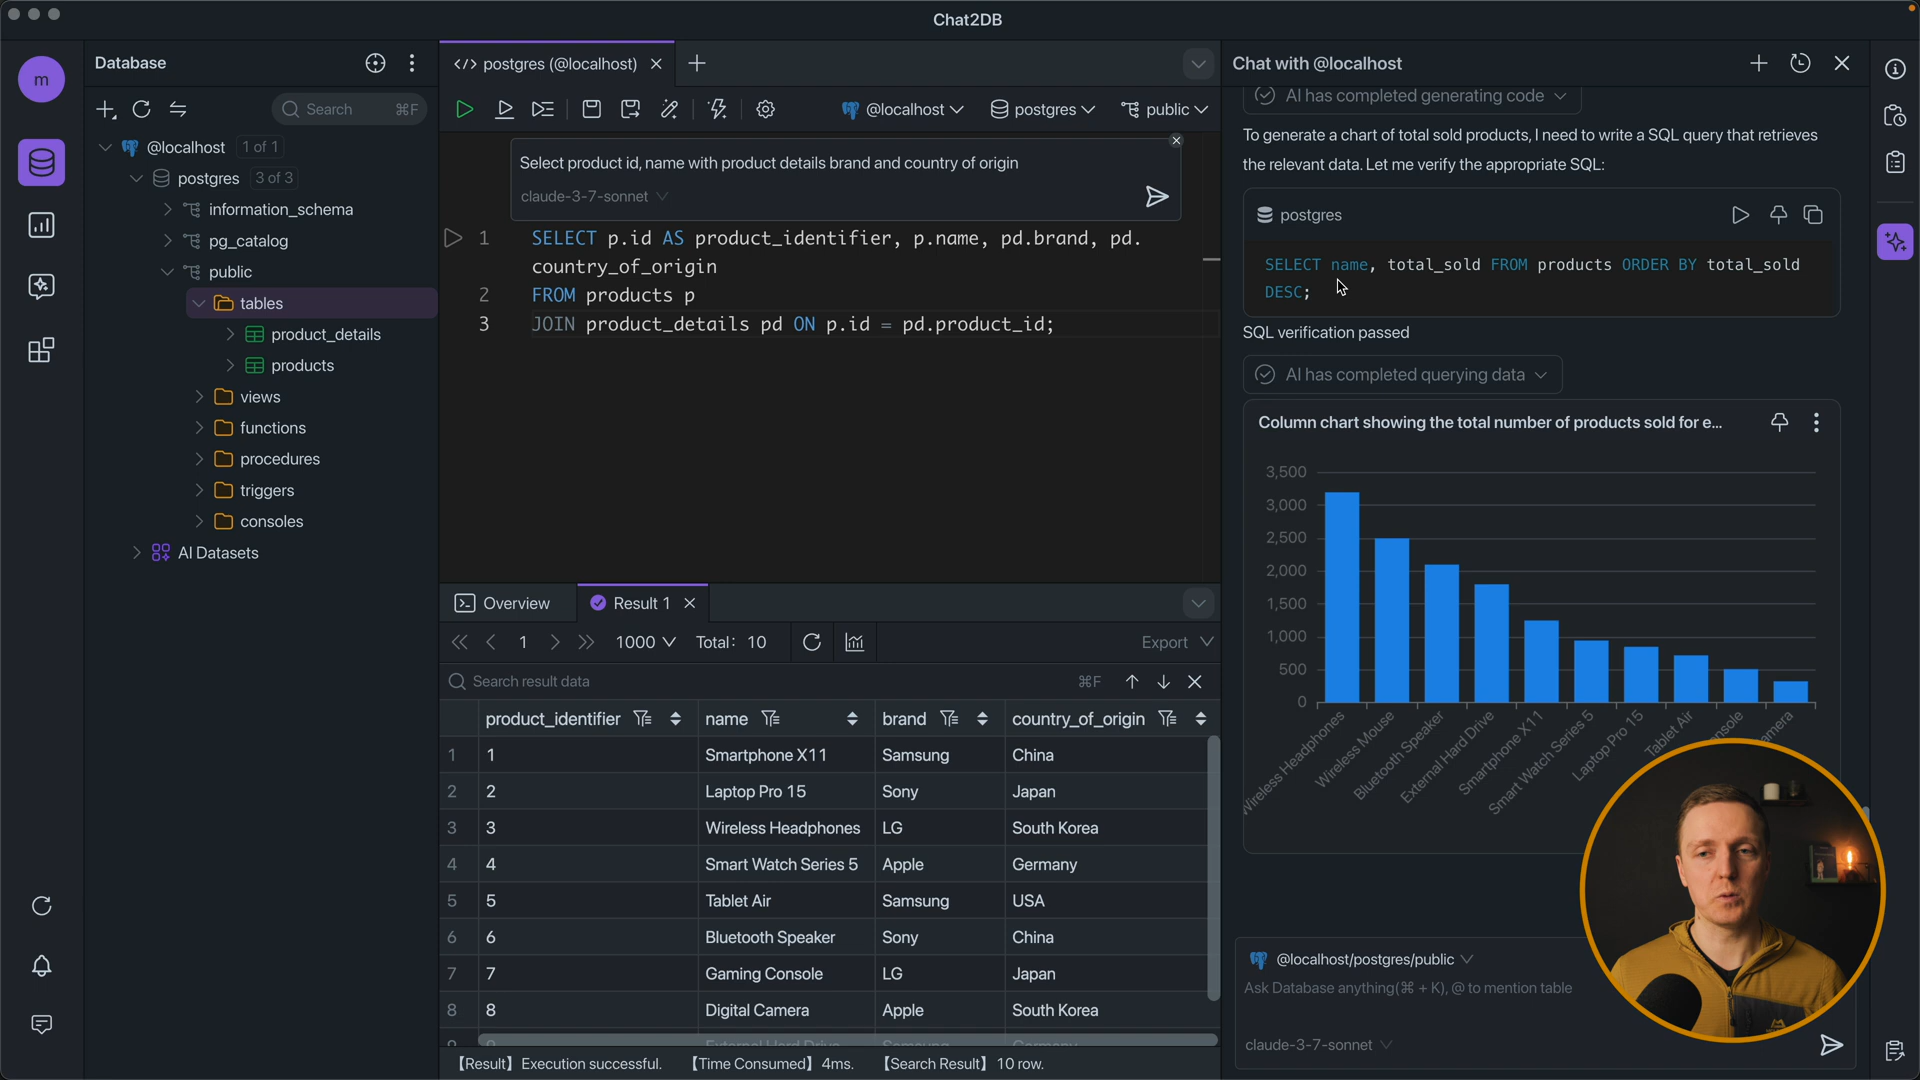 Chat2DB
m
Database
Search ⌘F
@localhost 1 of 1
postgres 3 of 3
information_schema
pg_catalog
public
tables
product_details
products
views
functions
procedures
triggers
consoles
AI Datasets
</> postgres (@localhost)
@localhost
postgres
public
Select product id, name with product details brand and country of origin
claude-3-7-sonnet
1 SELECT p.id AS product_identifier, p.name, pd.brand, pd.
country_of_origin
2 FROM products p
3 JOIN product_details pd ON p.id = pd.product_id;
Overview
Result 1
1 1000 Total: 10
Export
Search result data ⌘F
product_identifier name brand country_of_origin
1 1 Smartphone X11 Samsung China
2 2 Laptop Pro 15 Sony Japan
3 3 Wireless Headphones LG South Korea
4 4 Smart Watch Series 5 Apple Germany
5 5 Tablet Air Samsung USA
6 6 Bluetooth Speaker Sony China
7 7 Gaming Console LG Japan
8 8 Digital Camera Apple South Korea
9 9 External Hard Drive Samsung Germany
【Result】Execution successful. 【Time Consumed】4ms. 【Search Result】10 row.
Chat with @localhost
AI has completed generating code
To generate a chart of total sold products, I need to write a SQL query that retrieves
the relevant data. Let me verify the appropriate SQL:
postgres
SELECT name, total_sold FROM products ORDER BY total_sold
DESC;
SQL verification passed
AI has completed querying data
Column chart showing the total number of products sold for e...
3,500
3,000
2,500
2,000
1,500
1,000
500
0
Wireless Headphones
Wireless Mouse
Bluetooth Speaker
External Hard Drive
Smartphone X11
Smart Watch Series 5
Laptop Pro 15
Tablet Air
onsole
amera
@localhost/postgres/public
Ask Database anything(⌘ + K), @ to mention table
claude-3-7-sonnet